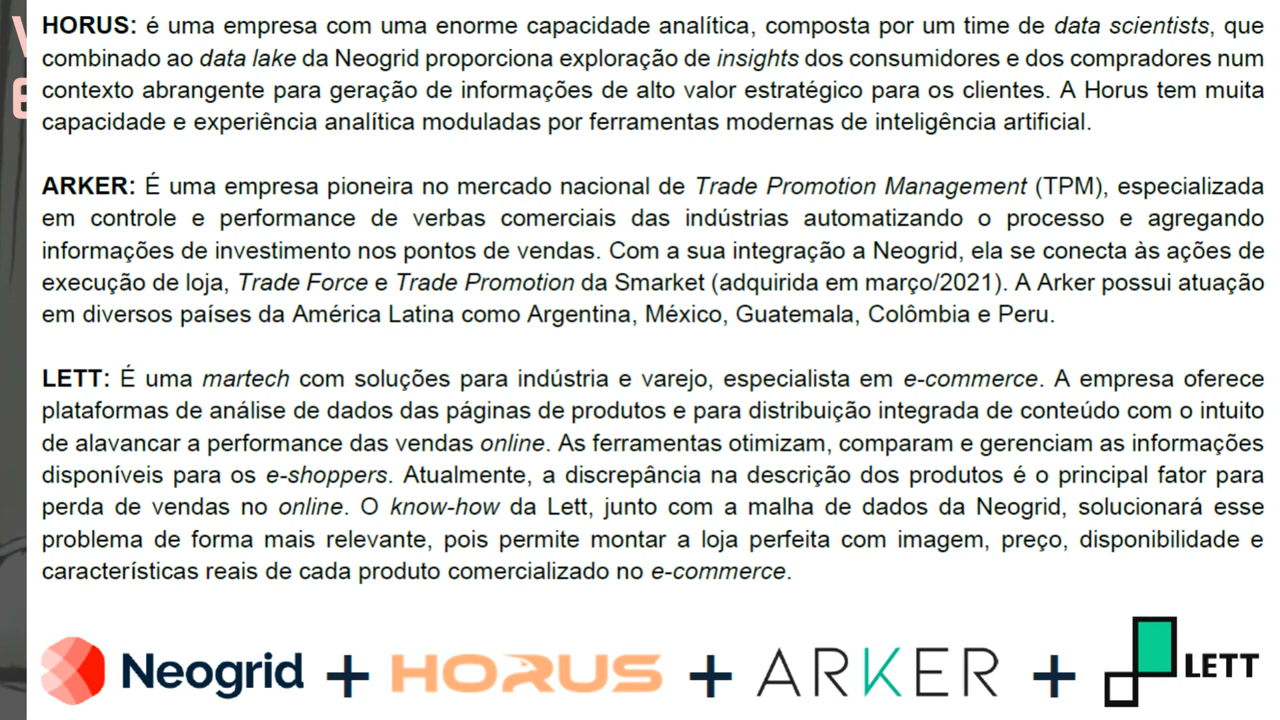 HORUS: é uma empresa com uma enorme capacidade analítica, composta por um time de data scientists, que
combinado ao data lake da Neogrid proporciona exploração de insights dos consumidores e dos compradores num
contexto abrangente para geração de informações de alto valor estratégico para os clientes. A Horus tem muita
capacidade e experiência analítica moduladas por ferramentas modernas de inteligência artificial.
ARKER: É uma empresa pioneira no mercado nacional de Trade Promotion Management (TPM), especializada
em controle e performance de verbas comerciais das indústrias automatizando o processo e agregando
informações de investimento nos pontos de vendas. Com a sua integração a Neogrid, ela se conecta às ações de
execução de loja, Trade Force e Trade Promotion da Smarket (adquirida em março/2021). A Arker possui atuação
em diversos países da América Latina como Argentina, México, Guatemala, Colômbia e Peru.
LETT: É uma martech com soluções para indústria e varejo, especialista em e-commerce. A empresa oferece
plataformas de análise de dados das páginas de produtos e para distribuição integrada de conteúdo com o intuito
de alavancar a performance das vendas online. As ferramentas otimizam, comparam e gerenciam as informações
disponíveis para os e-shoppers. Atualmente, a discrepância na descrição dos produtos é o principal fator para
perda de vendas no online. O know-how da Lett, junto com a malha de dados da Neogrid, solucionará esse
problema de forma mais relevante, pois permite montar a loja perfeita com imagem, preço, disponibilidade e
características reais de cada produto comercializado no e-commerce.
Neogrid + HORUS + ARKER + LETT